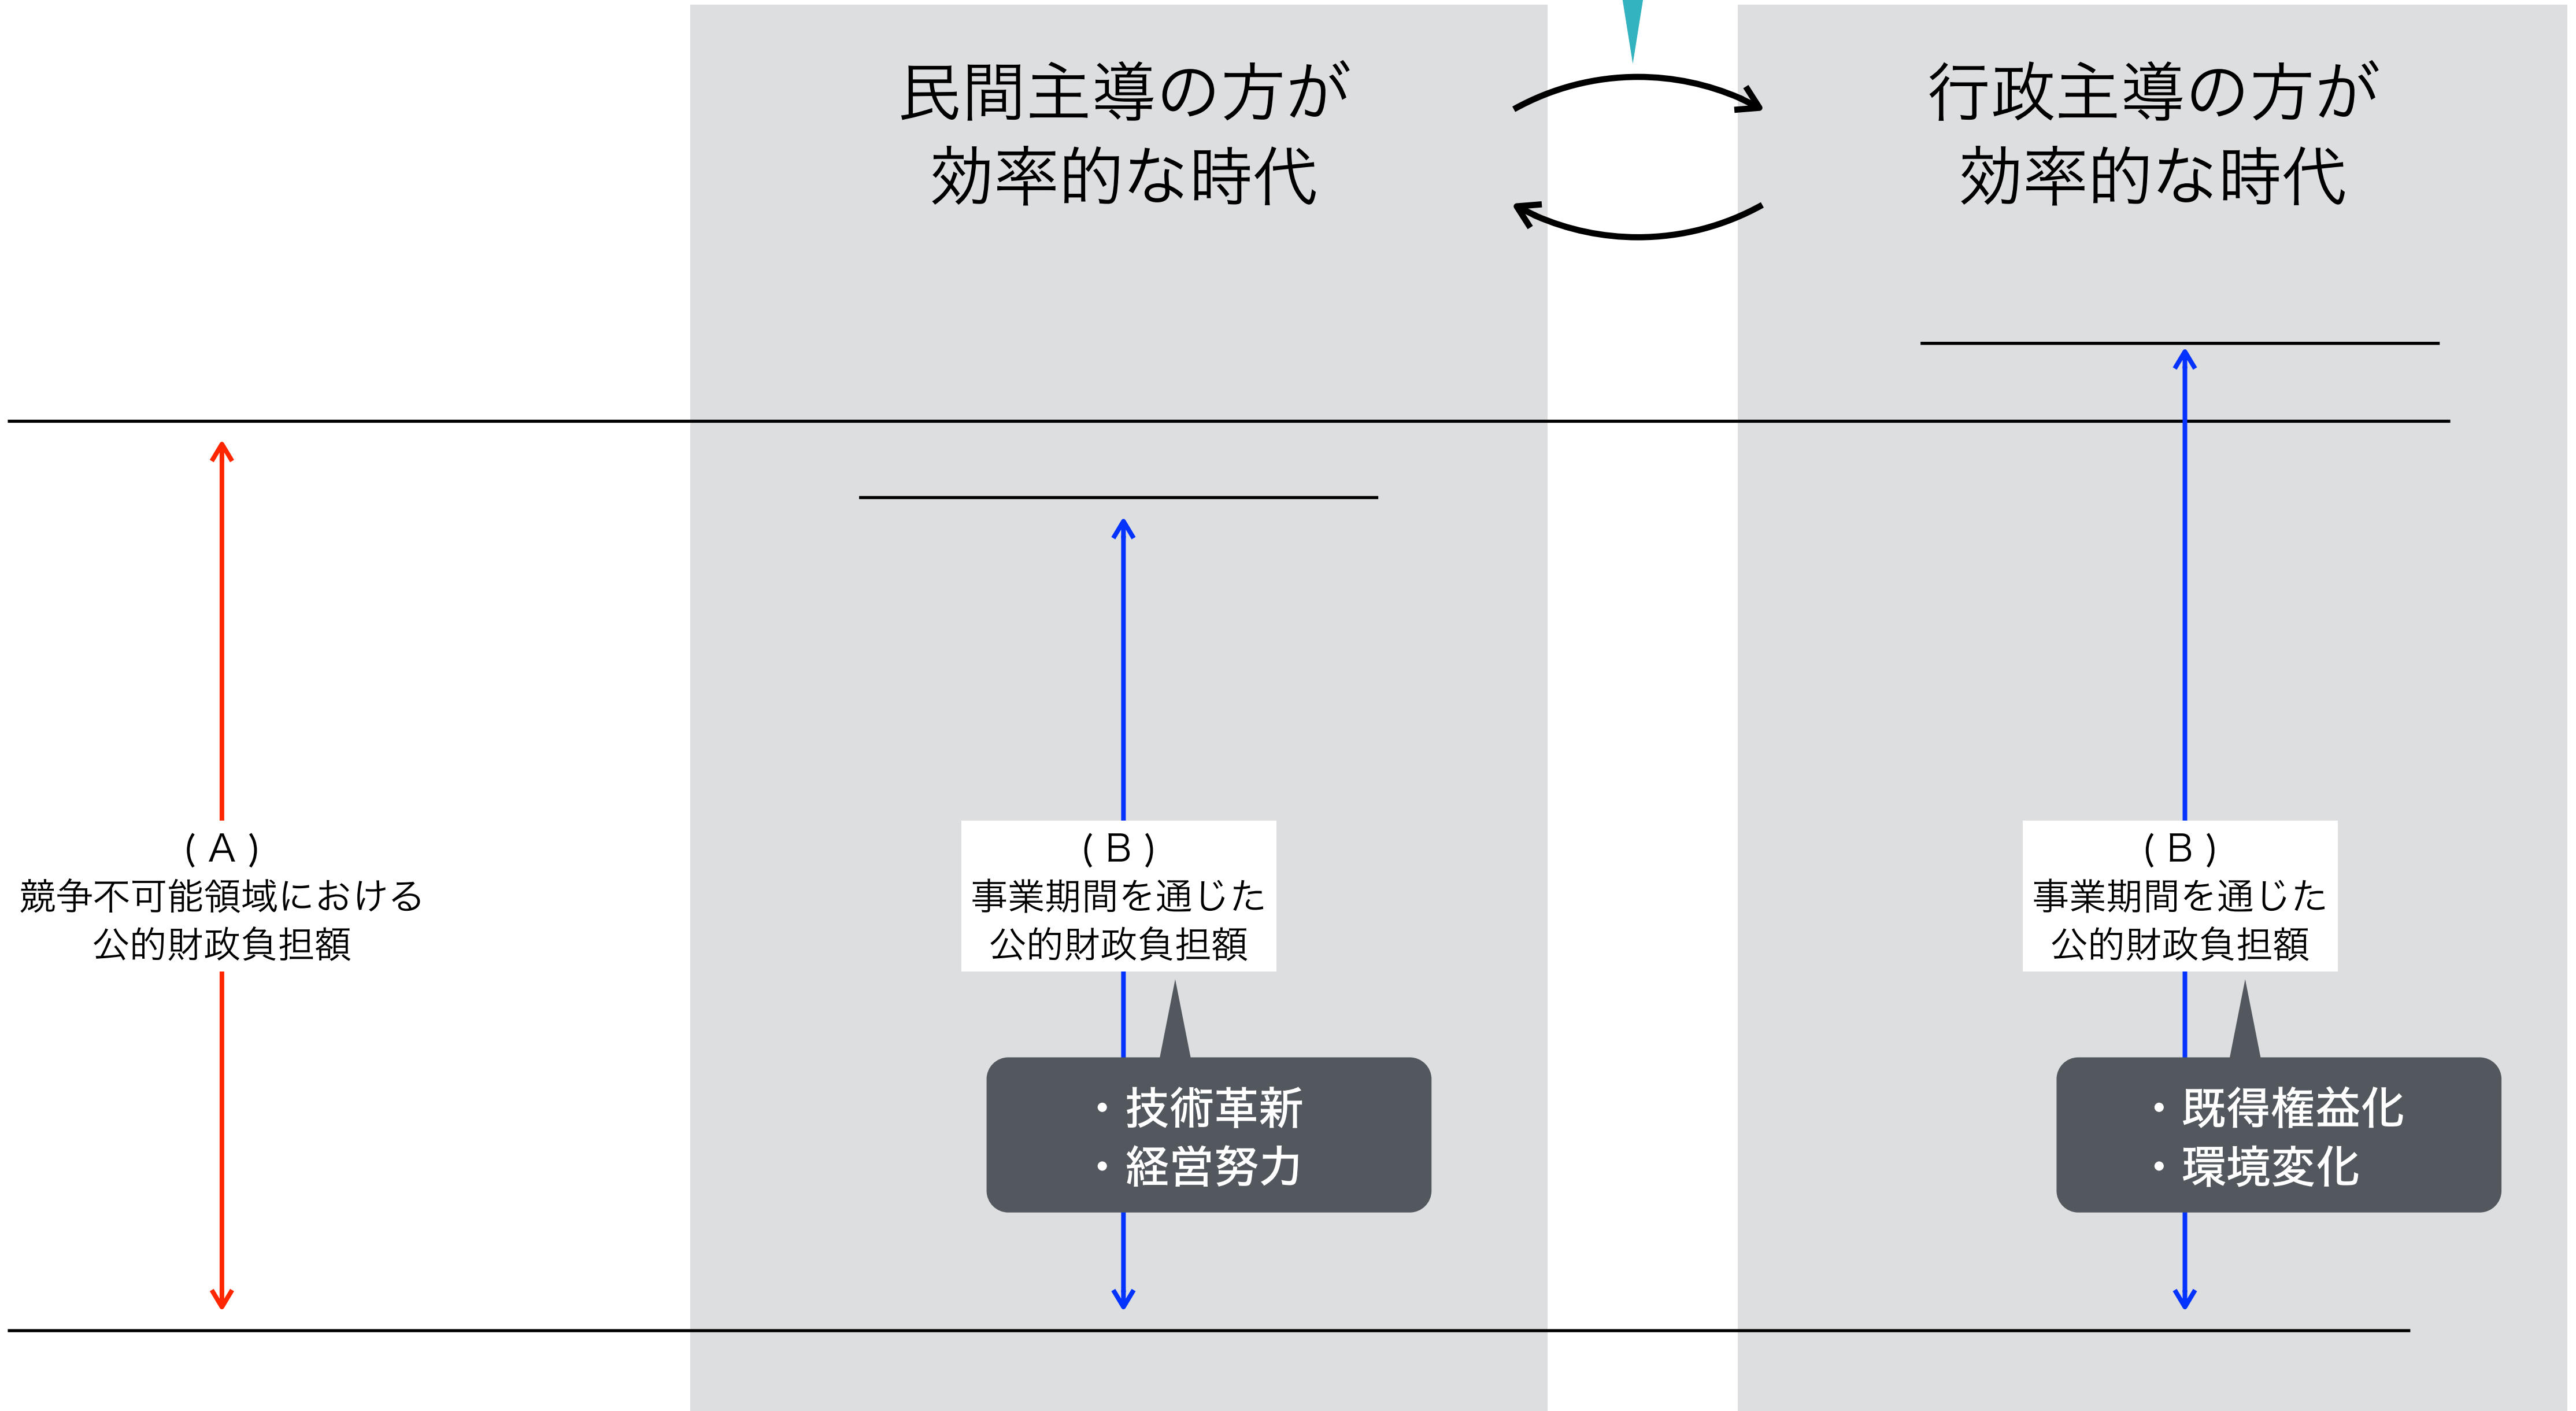 民間主導の方が
効率的な時代
行政主導の方が
効率的な時代
(A)
競争不可能領域における
公的財政負担額
(B)
事業期間を通じた
公的財政負担額
・技術革新
・経営努力
(B)
事業期間を通じた
公的財政負担額
・既得権益化
・環境変化